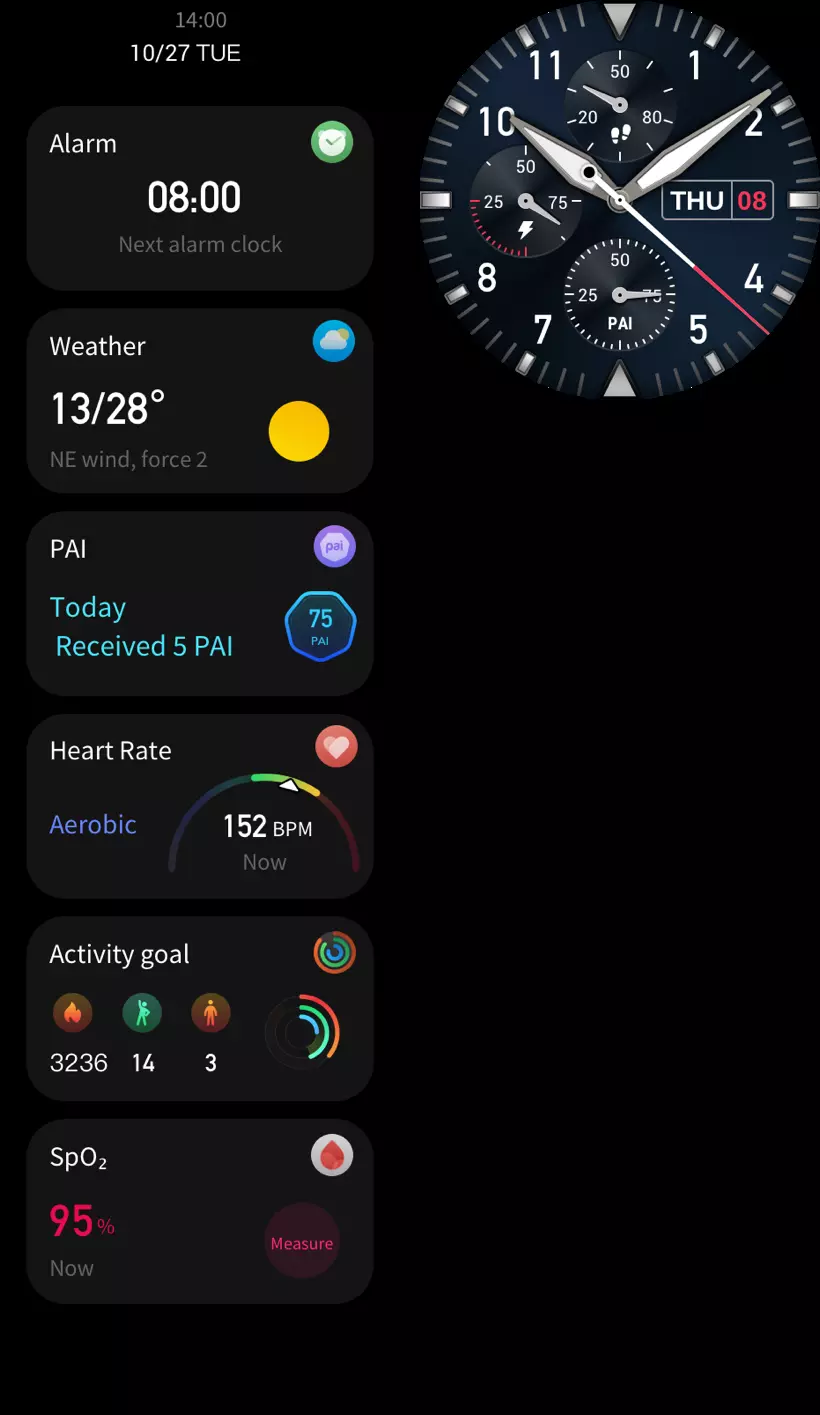 14:00
10/27 TUE
Alarm
08:00
Next alarm clock
Weather
13/28°
NE wind, force 2
PAI
pai
Today
Received 5 PAI
75
PAI
Heart Rate
Aerobic
152 BPM
Now
Activity goal
3236 14 3
SpO₂
95%
Now
Measure
11 1
50
10 20 80 2
50
25 75
THU 08
8 4
50
25 75
PAI
7 5